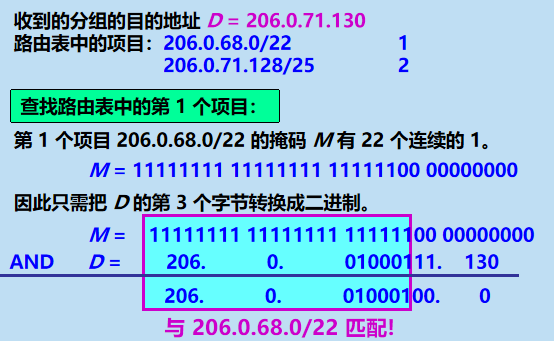 收到的分组的目的地址 D = 206.0.71.130
路由表中的项目：206.0.68.0/22 1
206.0.71.128/25 2
查找路由表中的第 1 个项目：
第 1 个项目 206.0.68.0/22 的掩码 M 有 22 个连续的 1。
M = 11111111 11111111 11111100 00000000
因此只需把 D 的第 3 个字节转换成二进制。
M = 11111111 11111111 11111100 00000000
AND D = 206. 0. 01000111. 130
206. 0. 01000100. 0
与 206.0.68.0/22 匹配!